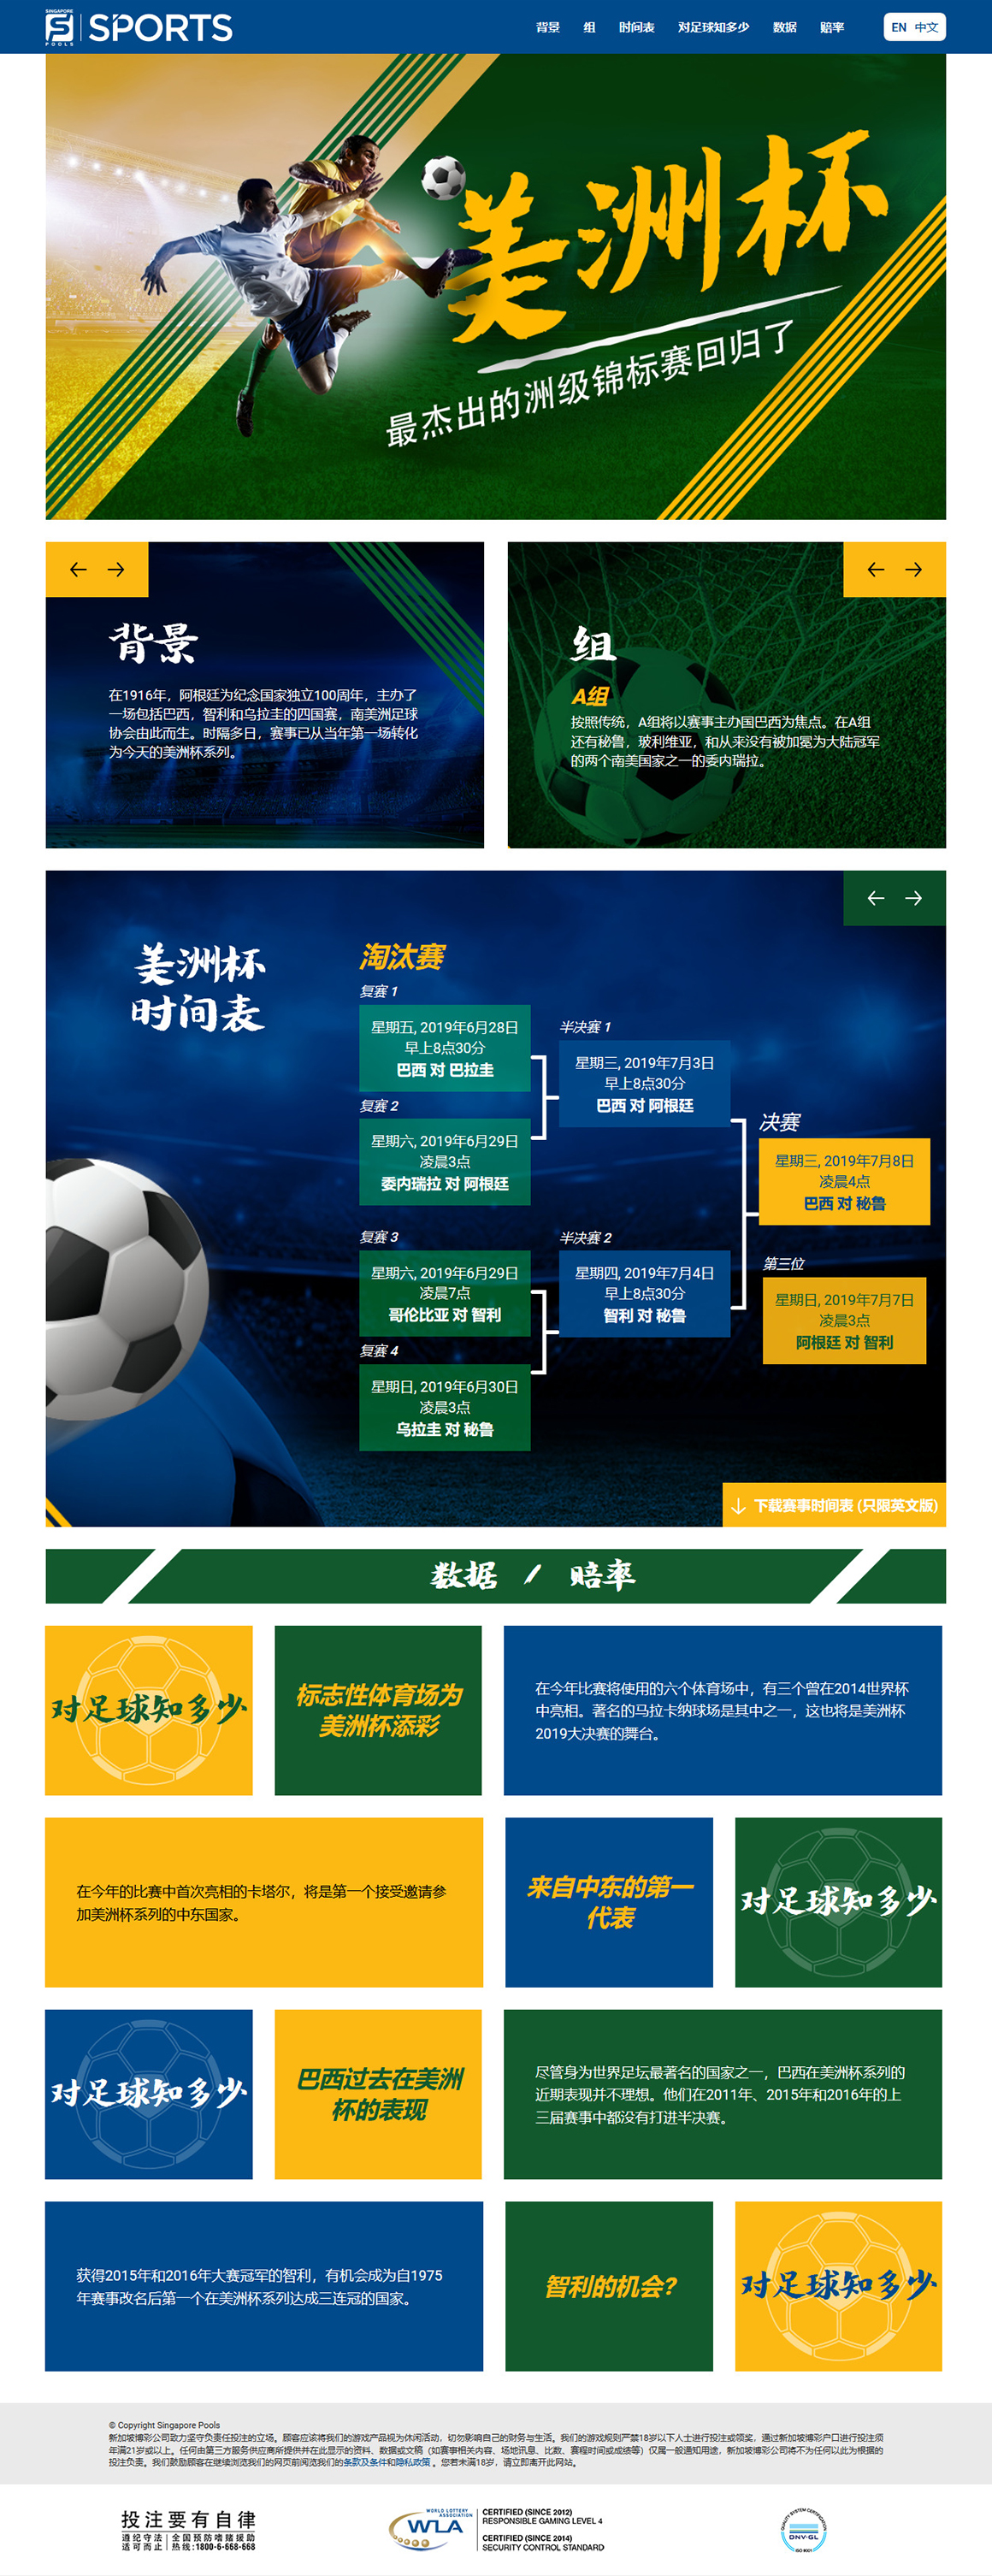 SINGAPORE
POOLS
SPORTS
背景 组 时间表 对足球知多少 数据 赔率 EN 中文
美洲杯
最杰出的洲级锦标赛回归了
背景
在1916年，阿根廷为纪念国家独立100周年，主办了
一场包括巴西，智利和乌拉圭的四国赛，南美洲足球
协会由此而生。时隔多日，赛事已从当年第一场转化
为今天的美洲杯系列。
组
A组
按照传统，A组将以赛事主办国巴西为焦点。在A组
还有秘鲁，玻利维亚，和从来没有被加冕为大陆冠军
的两个南美国家之一的委内瑞拉。
美洲杯
时间表
淘汰赛
复赛 1
星期五, 2019年6月28日
早上8点30分
巴西 对 巴拉圭
复赛 2
星期六, 2019年6月29日
凌晨3点
委内瑞拉 对 阿根廷
复赛 3
星期六, 2019年6月29日
凌晨7点
哥伦比亚 对 智利
复赛 4
星期日, 2019年6月30日
凌晨3点
乌拉圭 对 秘鲁
半决赛 1
星期三, 2019年7月3日
早上8点30分
巴西 对 阿根廷
半决赛 2
星期四, 2019年7月4日
早上8点30分
智利 对 秘鲁
决赛
星期三, 2019年7月8日
凌晨4点
巴西 对 秘鲁
第三位
星期日, 2019年7月7日
凌晨3点
阿根廷 对 智利
下载赛事时间表 (只限英文版)
数据 / 赔率
对足球知多少
标志性体育场为
美洲杯添彩
在今年比赛将使用的六个体育场中，有三个曾在2014世界杯
中亮相。著名的马拉卡纳球场是其中之一，这也将是美洲杯
2019大决赛的舞台。
在今年的比赛中首次亮相的卡塔尔，将是第一个接受邀请参
加美洲杯系列的中东国家。
来自中东的第一
代表
对足球知多少
对足球知多少
巴西过去在美洲
杯的表现
尽管身为世界足坛最著名的国家之一，巴西在美洲杯系列的
近期表现并不理想。他们在2011年、2015年和2016年的上
三届赛事中都没有打进半决赛。
获得2015年和2016年大赛冠军的智利，有机会成为自1975
年赛事改名后第一个在美洲杯系列达成三连冠的国家。
智利的机会?
对足球知多少
© Copyright Singapore Pools
新加坡博彩公司致力坚守负责任投注的立场。顾客应该将我们的游戏产品视为休闲活动，切勿影响自己的财务与生活。我们的游戏规则严禁18岁以下人士进行投注或领奖，通过新加坡博彩户口进行投注须
年满21岁或以上。任何由第三方服务供应商所提供并在此显示的资料、数据或文稿（如赛事相关内容、场地讯息、比数、赛程时间或成绩等）仅属一般通知用途，新加坡博彩公司将不为任何以此为根据的
投注负责。我们鼓励顾客在继续浏览我们的网页前阅览我们的条款及条件和隐私政策 。您若未满18岁，请立即离开此网站。
投注要有自律
遵纪守法 全国预防嗜赌援助
适可而止 热线:1800-6-668-668
WORLD LOTTERY
ASSOCIATION
WLA
CERTIFIED (SINCE 2012)
RESPONSIBLE GAMING LEVEL 4
CERTIFIED (SINCE 2014)
SECURITY CONTROL STANDARD
QUALITY SYSTEM CERTIFICATION
DNV·GL
ISO 9001